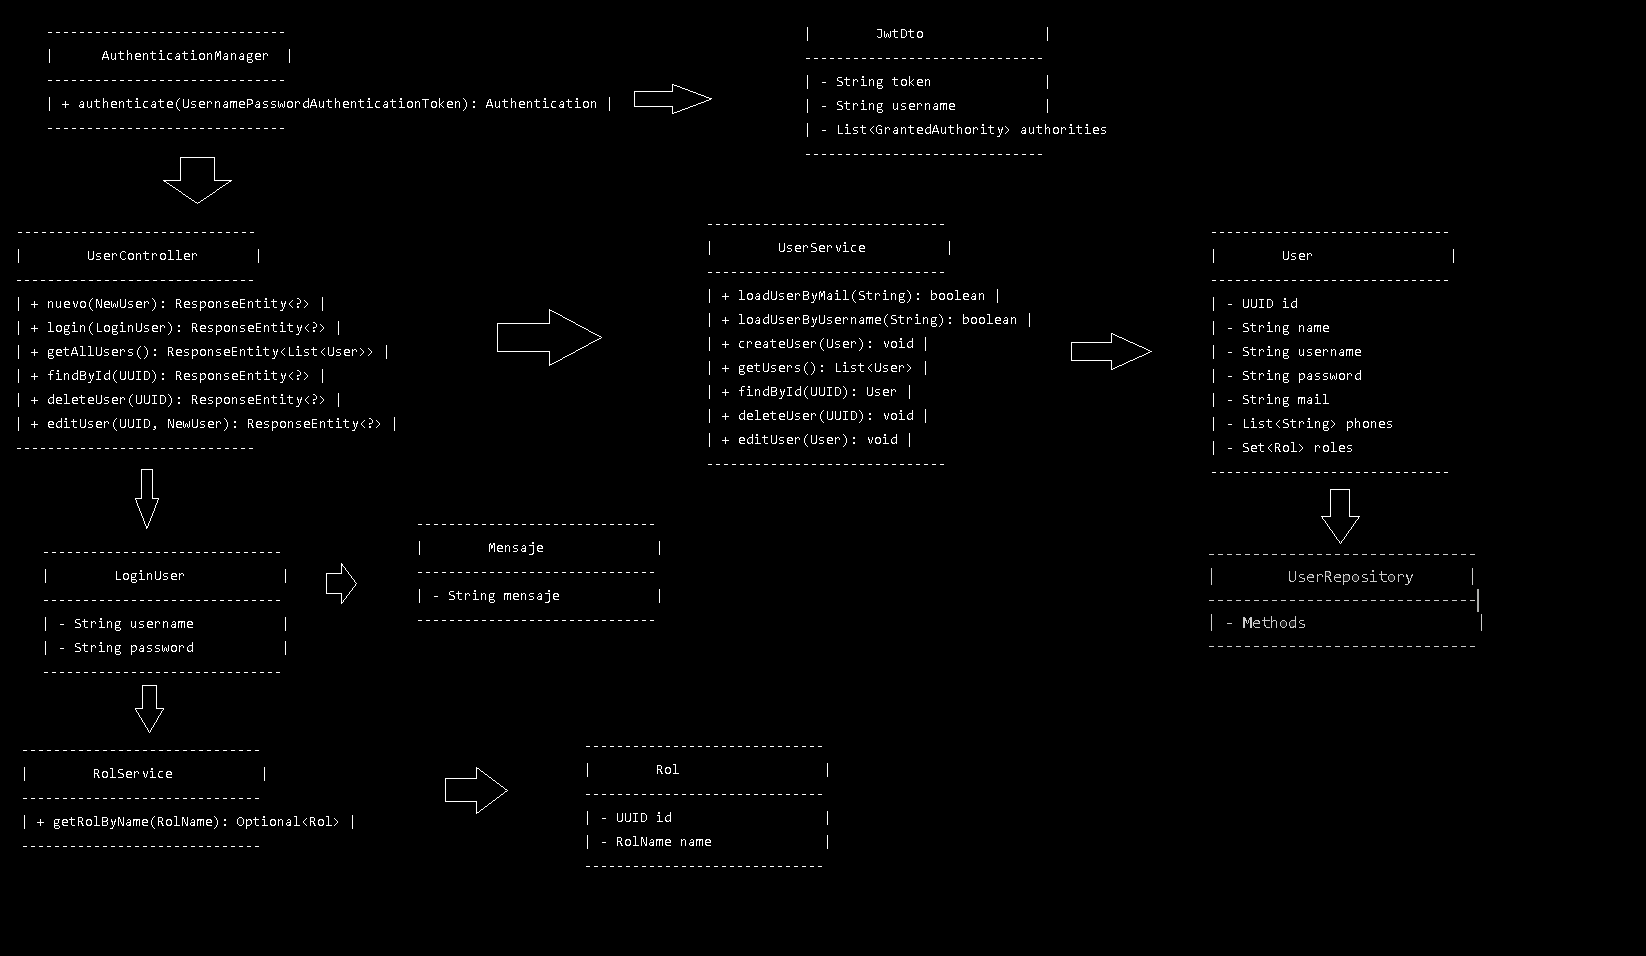 -----------------------------
| AuthenticationManager |
-----------------------------
| + authenticate(UsernamePasswordAuthenticationToken): Authentication |
-----------------------------
| JwtDto |
-----------------------------
| - String token |
| - String username |
| - List<GrantedAuthority> authorities
-----------------------------
-----------------------------
| UserController |
-----------------------------
| + nuevo(NewUser): ResponseEntity<?> |
| + login(LoginUser): ResponseEntity<?> |
| + getAllUsers(): ResponseEntity<List<User>> |
| + findById(UUID): ResponseEntity<?> |
| + deleteUser(UUID): ResponseEntity<?> |
| + editUser(UUID, NewUser): ResponseEntity<?> |
-----------------------------
-----------------------------
| UserService |
-----------------------------
| + loadUserByMail(String): boolean |
| + loadUserByUsername(String): boolean |
| + createUser(User): void |
| + getUsers(): List<User> |
| + findById(UUID): User |
| + deleteUser(UUID): void |
| + editUser(User): void |
-----------------------------
-----------------------------
| User |
-----------------------------
| - UUID id
| - String name
| - String username
| - String password
| - String mail
| - List<String> phones
| - Set<Rol> roles
-----------------------------
-----------------------------
| LoginUser |
-----------------------------
| - String username |
| - String password |
-----------------------------
-----------------------------
| Mensaje |
-----------------------------
| - String mensaje |
-----------------------------
-----------------------------
| UserRepository |
-----------------------------|
| - Methods |
-----------------------------
-----------------------------
| RolService |
-----------------------------
| + getRolByName(RolName): Optional<Rol> |
-----------------------------
-----------------------------
| Rol |
-----------------------------
| - UUID id |
| - RolName name |
-----------------------------